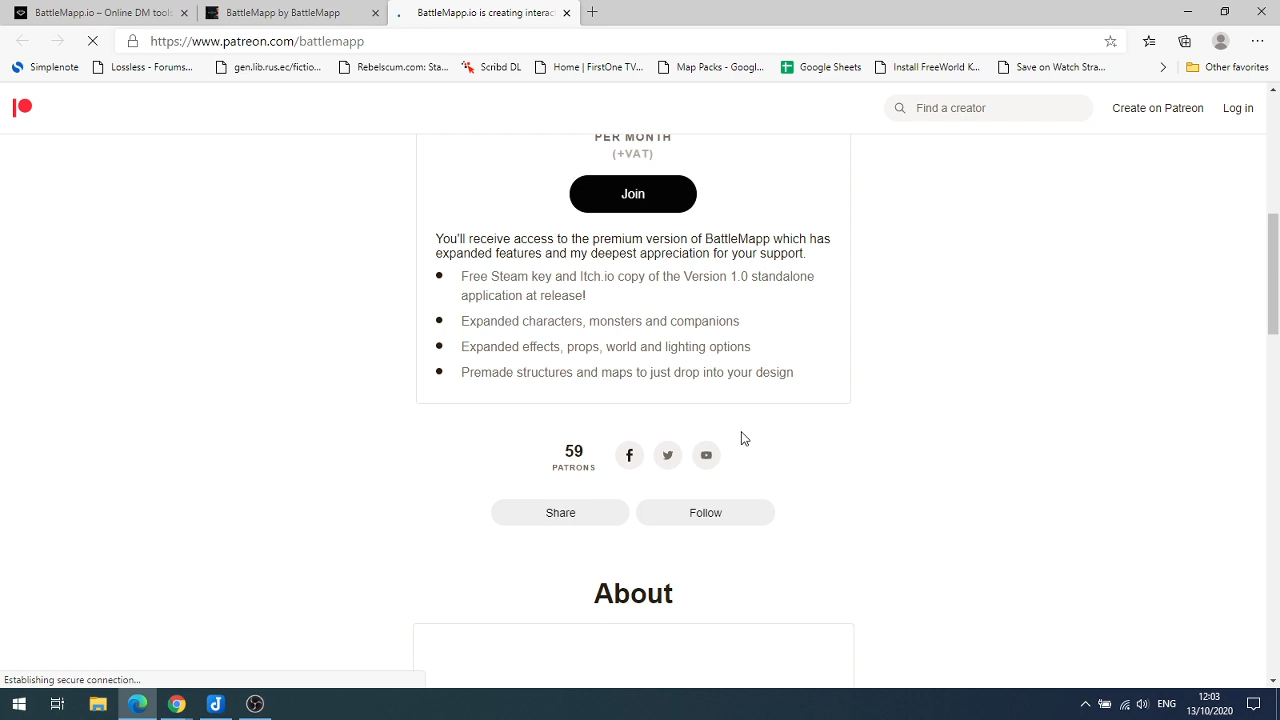 BattleMapp.io – Online DM tools
BattleMapp by BattleMapp
BattleMapp.io is creating interac
https://www.patreon.com/battlemapp
Simplenote
Lossless - Forums...
gen.lib.rus.ec/fictio...
Rebelscum.com: Sta...
Scribd DL
Home | FirstOne TV...
Map Packs - Googl...
Google Sheets
Install FreeWorld K...
Save on Watch Stra...
Other favorites
Find a creator
Create on Patreon
Log in
PER MONTH
(+VAT)
Join
You'll receive access to the premium version of BattleMapp which has
expanded features and my deepest appreciation for your support.
Free Steam key and Itch.io copy of the Version 1.0 standalone
application at release!
Expanded characters, monsters and companions
Expanded effects, props, world and lighting options
Premade structures and maps to just drop into your design
59
PATRONS
Share
Follow
About
Establishing secure connection...
ENG
12:03
13/10/2020